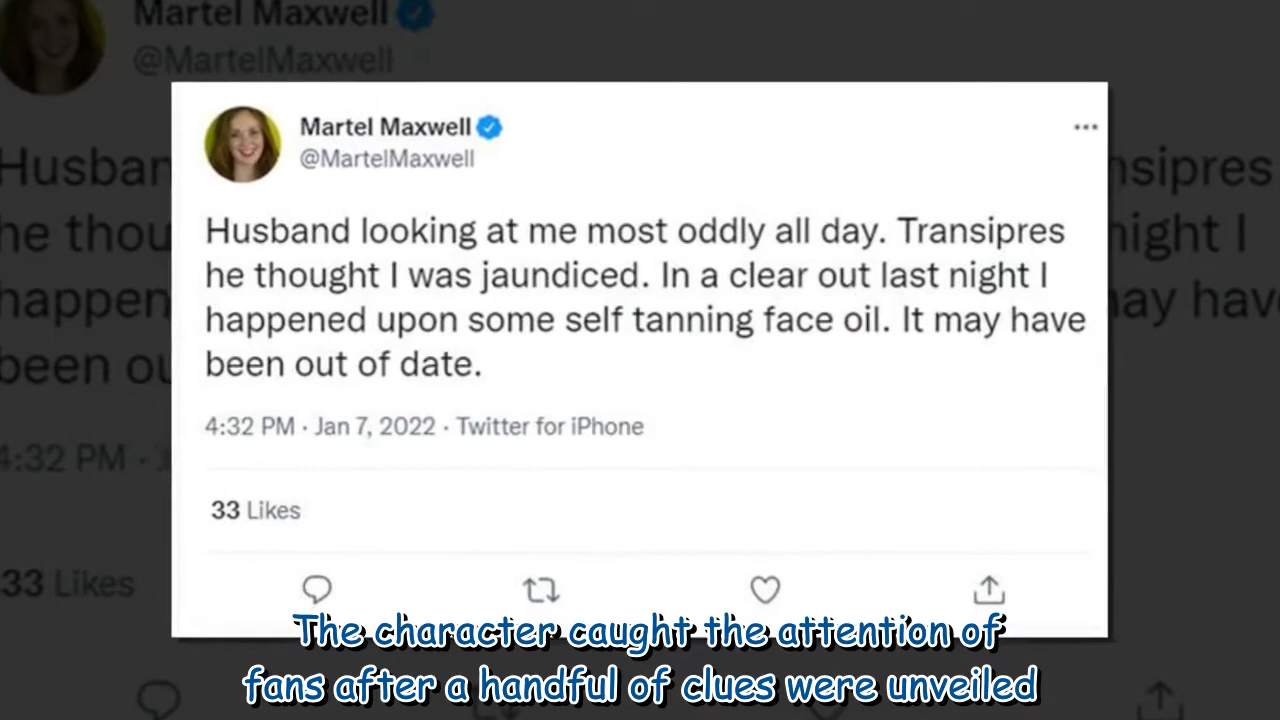 Martel Maxwell
@MartelMaxwell
Martel Maxwell
@MartelMaxwell
Husband looking at me most oddly all day. Transipres
he thought I was jaundiced. In a clear out last night I
happened upon some self tanning face oil. It may have
been out of date.
4:32 PM · Jan 7, 2022 · Twitter for iPhone
33 Likes
33 Likes
The character caught the attention of
fans after a handful of clues were unveiled